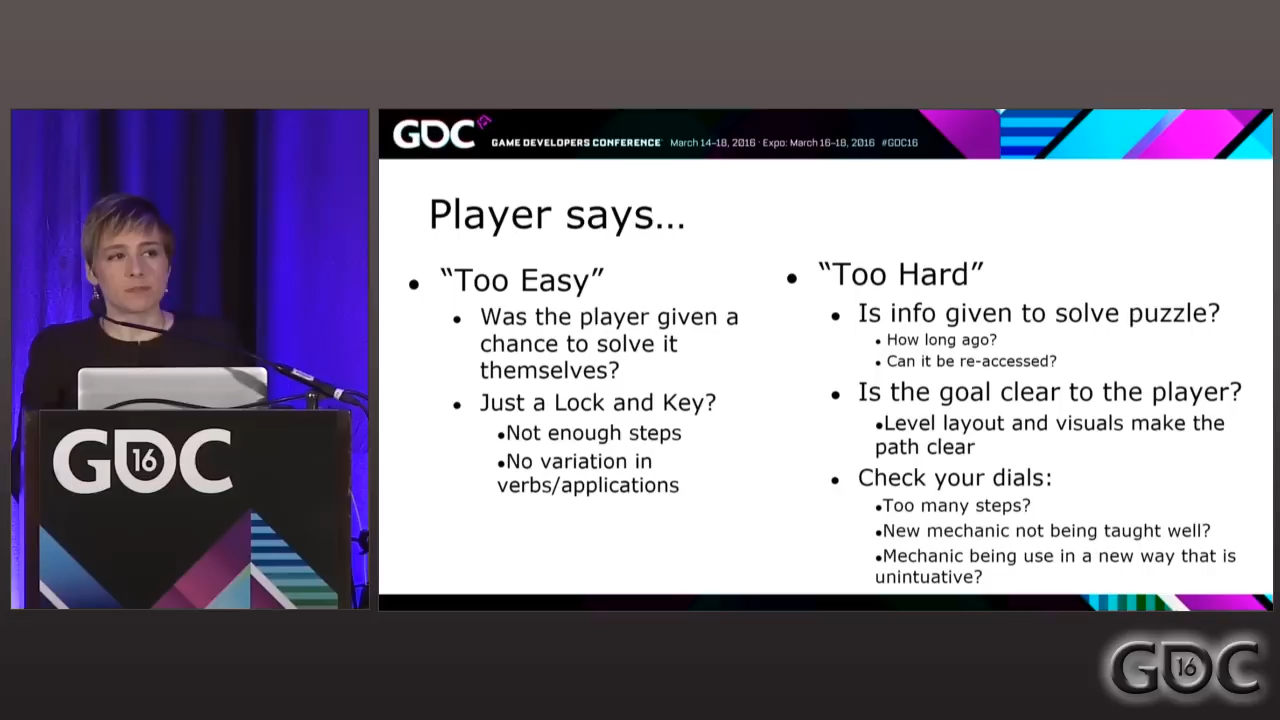 GDC
GAME DEVELOPERS CONFERENCE March 14-18, 2016 · Expo: March 16-18, 2016 #GDC16
Player says...
• “Too Easy”
• Was the player given a
chance to solve it
themselves?
• Just a Lock and Key?
•Not enough steps
•No variation in
verbs/applications
• “Too Hard”
• Is info given to solve puzzle?
• How long ago?
• Can it be re-accessed?
• Is the goal clear to the player?
•Level layout and visuals make the
path clear
• Check your dials:
•Too many steps?
•New mechanic not being taught well?
•Mechanic being use in a new way that is
unintuative?
GDC 16
GDC 16